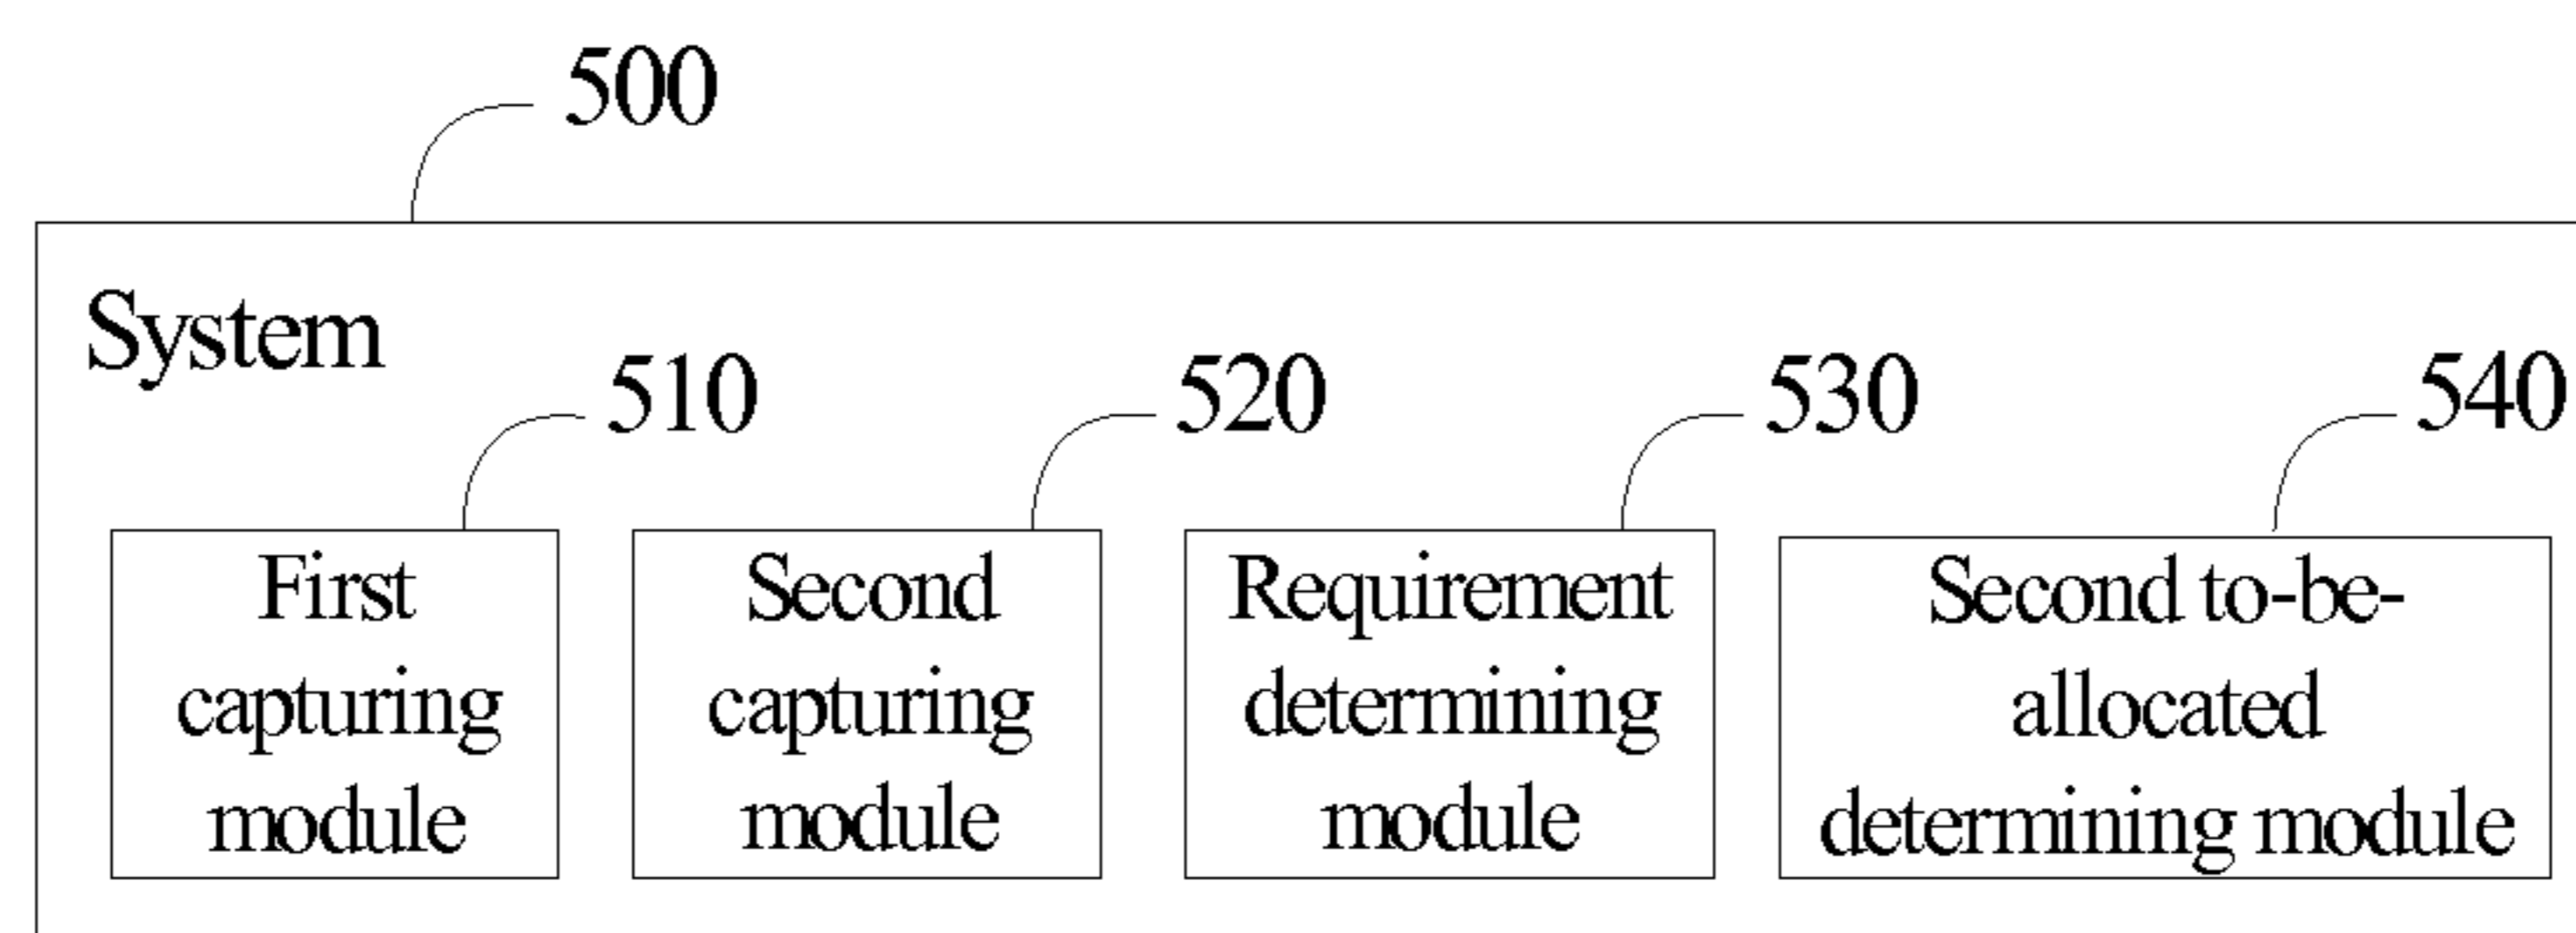 500
System
510
520
530
540
First
capturing
module
Second
capturing
module
Requirement
determining
module
Second to-be-
allocated
determining module